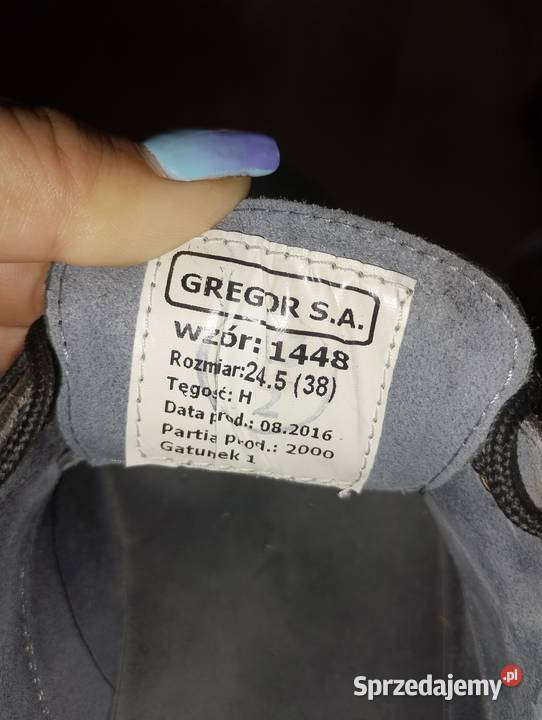 GREGOR S.A.
wzór: 1448
Rozmiar:24.5 (38)
Tęgość: H
Data prod.: 08.2016
Partia prod.: 2000
Gatunek 1
2
Sprzedajemy.pl